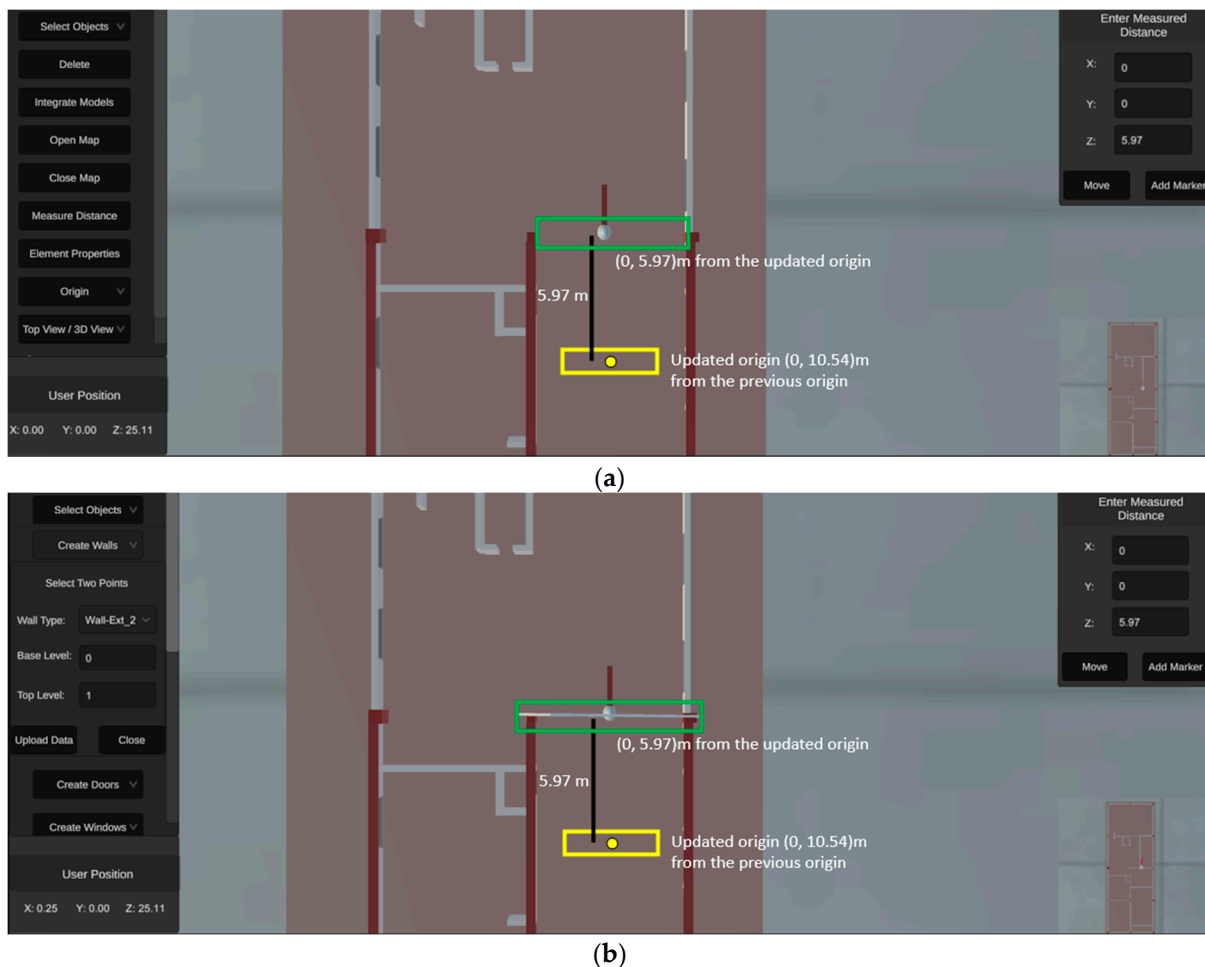 Select Objects
Delete
Integrate Models
Open Map
Close Map
Measure Distance
Element Properties
Origin
Top View / 3D View
User Position
X: 0.00 Y: 0.00 Z: 25.11
(0, 5.97)m from the updated origin
5.97 m
Updated origin (0, 10.54)m
from the previous origin
Enter Measured
Distance
X: 0
Y: 0
Z: 5.97
Move Add Marker
(a)
Select Objects
Create Walls
Select Two Points
Wall Type: Wall-Ext_2
Base Level: 0
Top Level: 1
Upload Data Close
Create Doors
Create Windows
User Position
X: 0.25 Y: 0.00 Z: 25.11
(0, 5.97)m from the updated origin
5.97 m
Updated origin (0, 10.54)m
from the previous origin
Enter Measured
Distance
X: 0
Y: 0
Z: 5.97
Move Add Marker
(b)